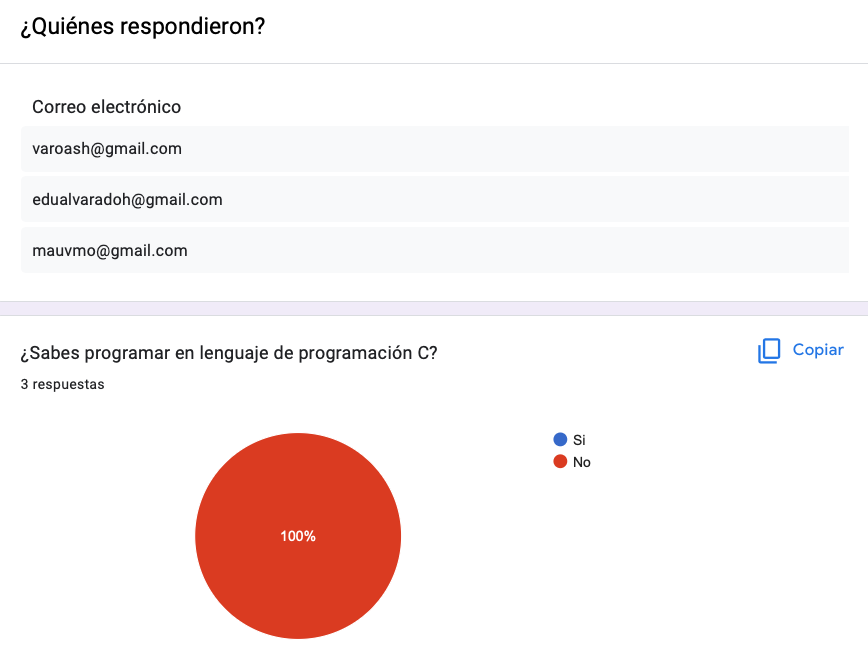 ¿Quiénes respondieron?
Correo electrónico
varoash@gmail.com
edualvaradoh@gmail.com
mauvmo@gmail.com
¿Sabes programar en lenguaje de programación C?
Copiar
3 respuestas
Si
No
100%